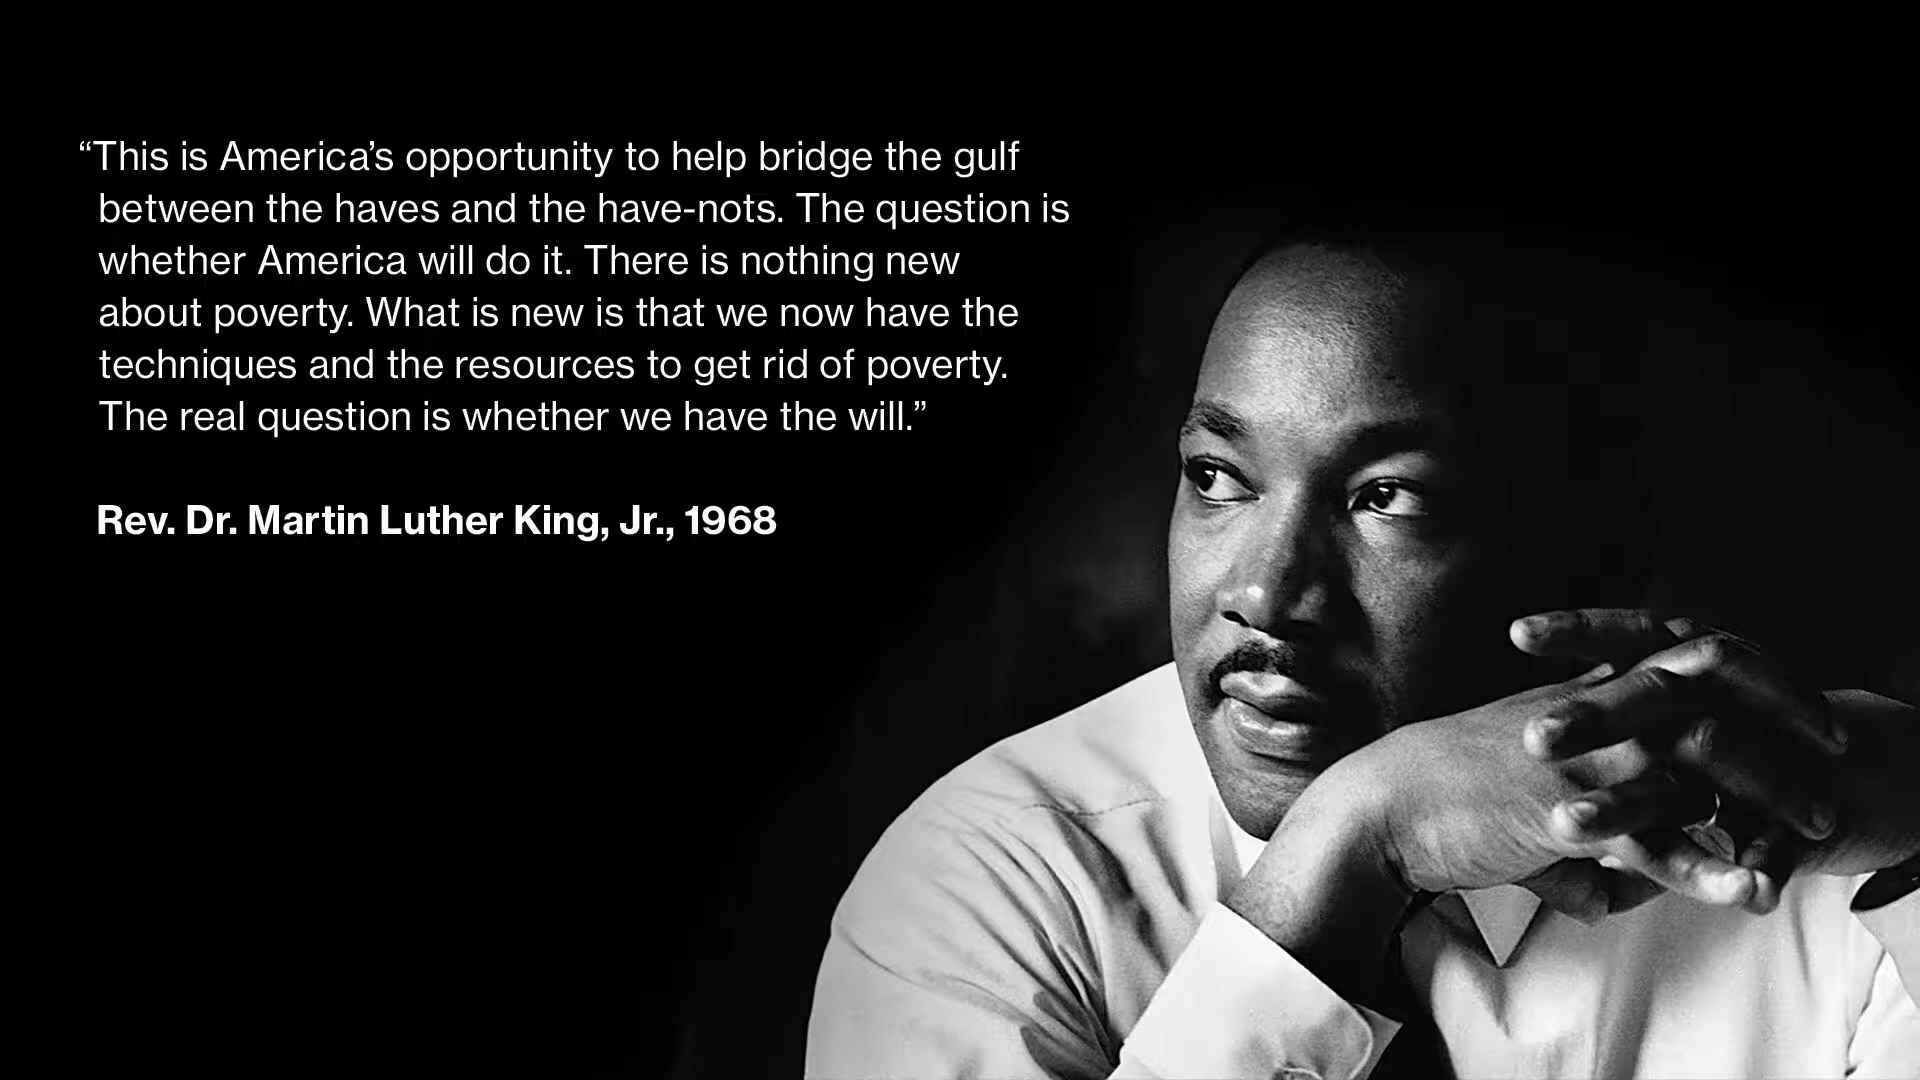 “This is America’s opportunity to help bridge the gulf
between the haves and the have-nots. The question is
whether America will do it. There is nothing new
about poverty. What is new is that we now have the
techniques and the resources to get rid of poverty.
The real question is whether we have the will.”
Rev. Dr. Martin Luther King, Jr., 1968